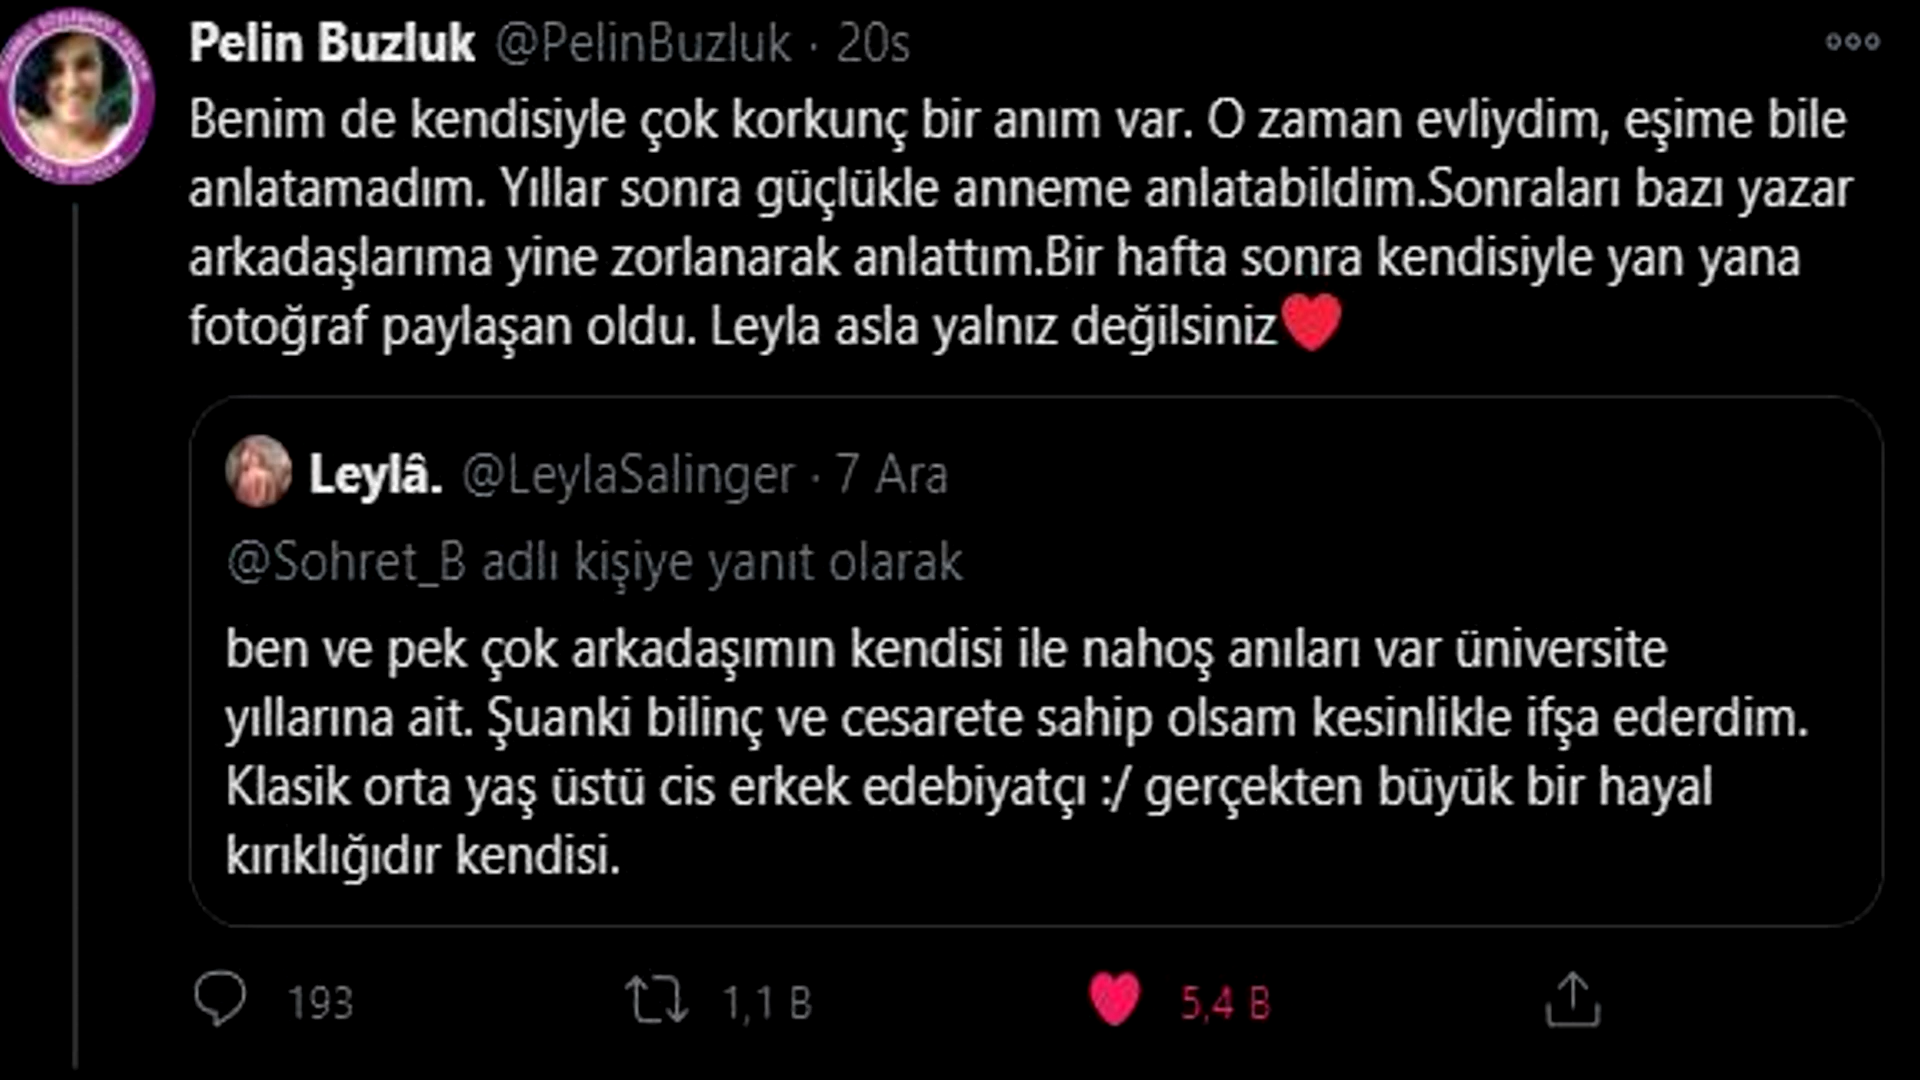 Pelin Buzluk @PelinBuzluk · 20s
Benim de kendisiyle çok korkunç bir anım var. O zaman evliydim, eşime bile
anlatamadım. Yıllar sonra güçlükle anneme anlatabildim.Sonraları bazı yazar
arkadaşlarıma yine zorlanarak anlattım.Bir hafta sonra kendisiyle yan yana
fotoğraf paylaşan oldu. Leyla asla yalnız değilsiniz❤️
Leylâ. @LeylaSalinger · 7 Ara
@Sohret_B adlı kişiye yanıt olarak
ben ve pek çok arkadaşımın kendisi ile nahoş anıları var üniversite
yıllarına ait. Şuanki bilinç ve cesarete sahip olsam kesinlikle ifşa ederdim.
Klasik orta yaş üstü cis erkek edebiyatçı :/ gerçekten büyük bir hayal
kırıklığıdır kendisi.
193 1,1 B 5,4 B